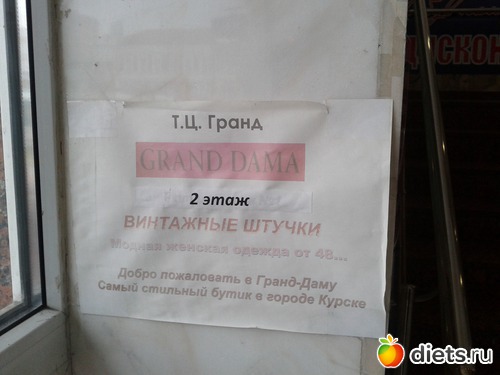 Т.Ц. Гранд
GRAND DAMA
2 этаж
ВИНТАЖНЫЕ ШТУЧКИ
Модная женская одежда от 48...
Добро пожаловать в Гранд-Даму
Самый стильный бутик в городе Курске
diets.ru